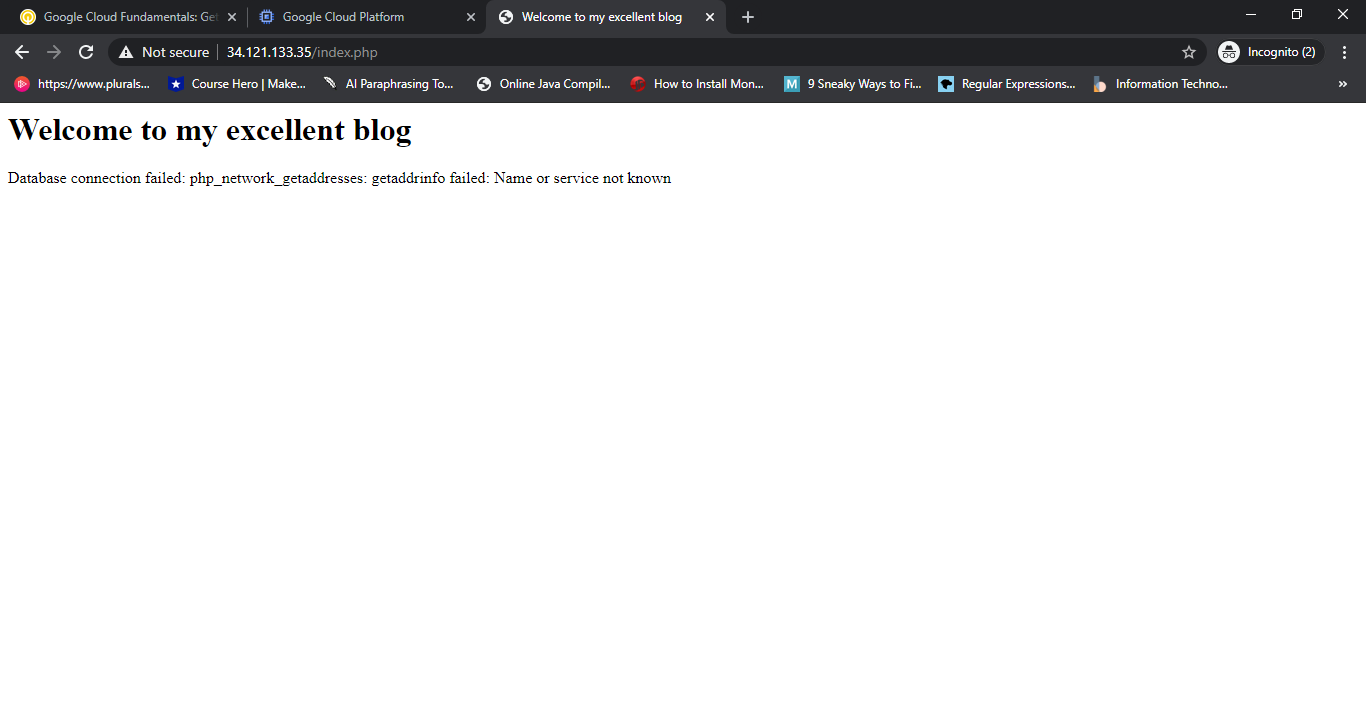 Google Cloud Fundamentals: Get
Google Cloud Platform
Welcome to my excellent blog
Not secure
34.121.133.35/index.php
Incognito (2)
https://www.plurals...
Course Hero | Make...
AI Paraphrasing To...
Online Java Compil...
How to Install Mon...
M
9 Sneaky Ways to Fi...
Regular Expressions...
Information Techno...
»
Welcome to my excellent blog
Database connection failed: php_network_getaddresses: getaddrinfo failed: Name or service not known